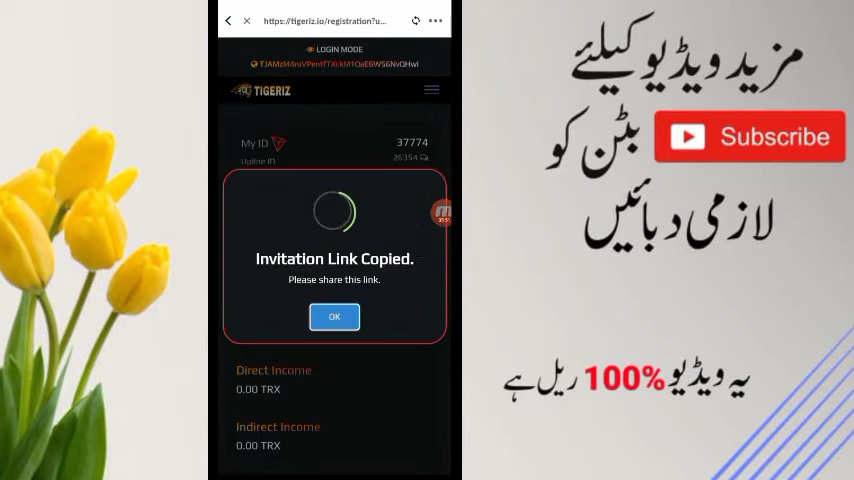 https://tigeriz.io/registration?u...
LOGIN MODE
TIGERIZ
My ID
37774
Upline ID
26354
Invitation Link Copied.
Please share this link.
OK
05:51
Direct Income
0.00 TRX
Indirect Income
0.00 TRX
مزید ویڈیو کیلئے
بٹن کو
Subscribe
لازمی دبائیں
یہ ویڈیو 100% ریل ہے